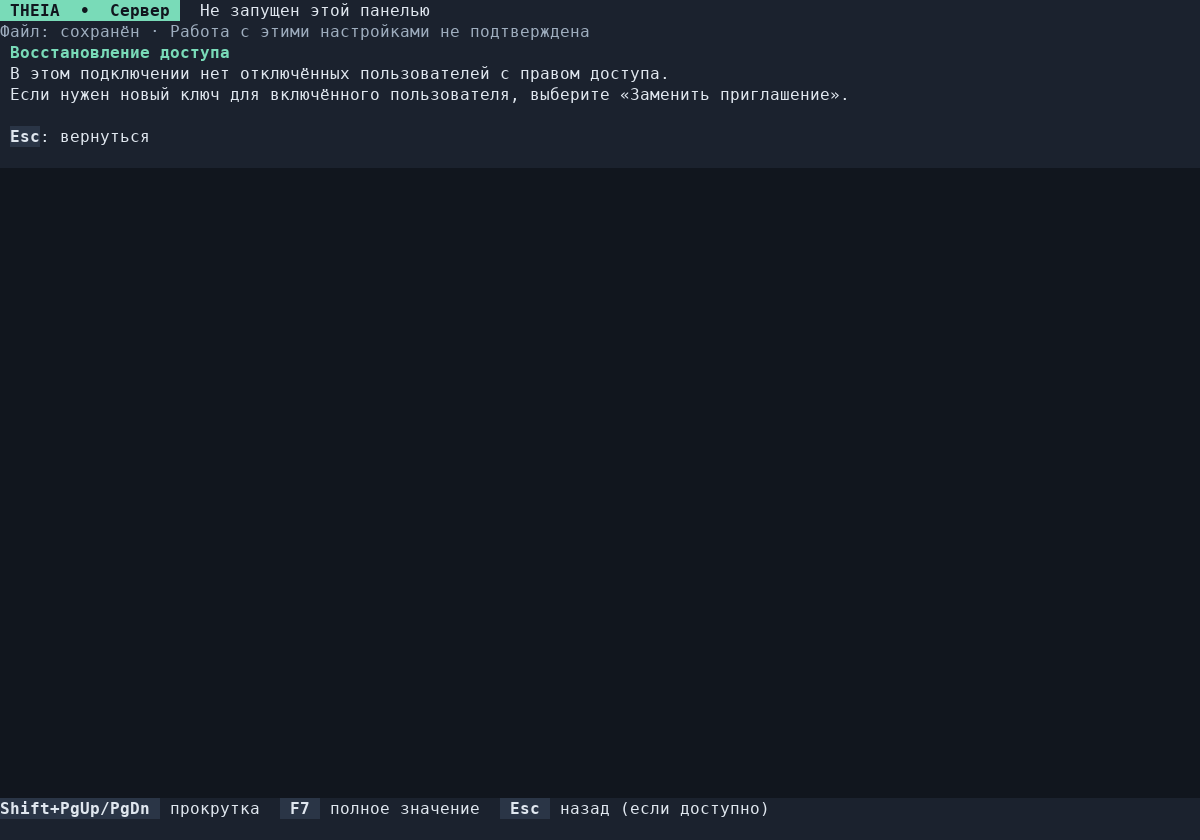 THEIA • Сервер Не запущен этой панелью
Файл: сохранён · Работа с этими настройками не подтверждена
Восстановление доступа
В этом подключении нет отключённых пользователей с правом доступа.
Если нужен новый ключ для включённого пользователя, выберите «Заменить приглашение».
Esc: вернуться
Shift+PgUp/PgDn прокрутка F7 полное значение Esc назад (если доступно)